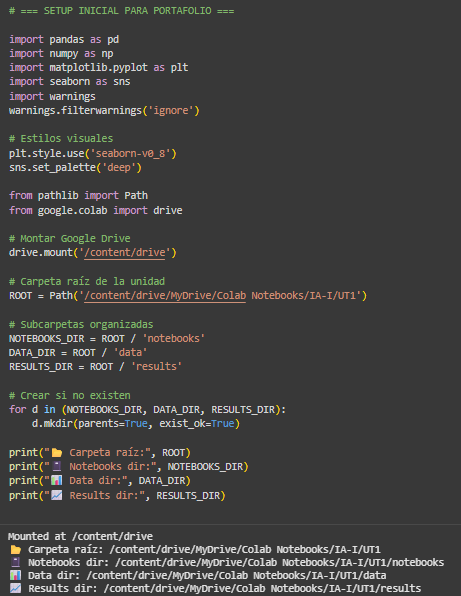 # === SETUP INICIAL PARA PORTAFOLIO ===
import pandas as pd
import numpy as np
import matplotlib.pyplot as plt
import seaborn as sns
import warnings
warnings.filterwarnings('ignore')
# Estilos visuales
plt.style.use('seaborn-v0_8')
sns.set_palette('deep')
from pathlib import Path
from google.colab import drive
# Montar Google Drive
drive.mount('/content/drive')
# Carpeta raíz de la unidad
ROOT = Path('/content/drive/MyDrive/Colab Notebooks/IA-I/UT1')
# Subcarpetas organizadas
NOTEBOOKS_DIR = ROOT / 'notebooks'
DATA_DIR = ROOT / 'data'
RESULTS_DIR = ROOT / 'results'
# Crear si no existen
for d in (NOTEBOOKS_DIR, DATA_DIR, RESULTS_DIR):
    d.mkdir(parents=True, exist_ok=True)
print("📂 Carpeta raíz:", ROOT)
print("📓 Notebooks dir:", NOTEBOOKS_DIR)
print("📊 Data dir:", DATA_DIR)
print("📈 Results dir:", RESULTS_DIR)
Mounted at /content/drive
📂 Carpeta raíz: /content/drive/MyDrive/Colab Notebooks/IA-I/UT1
📓 Notebooks dir: /content/drive/MyDrive/Colab Notebooks/IA-I/UT1/notebooks
📊 Data dir: /content/drive/MyDrive/Colab Notebooks/IA-I/UT1/data
📈 Results dir: /content/drive/MyDrive/Colab Notebooks/IA-I/UT1/results